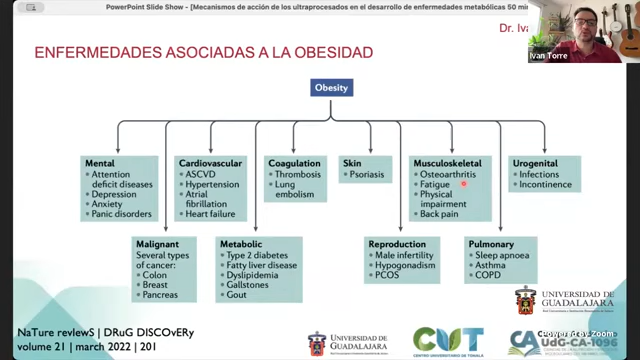 PowerPoint Slide Show - [Mecanismos de acción de los ultraprocesados en el desarrollo de enfermedades metabólicas 50 min
Dr. Iva
Ivan Torre
ENFERMEDADES ASOCIADAS A LA OBESIDAD
Obesity
Mental
• Attention
deficit diseases
• Depression
• Anxiety
• Panic disorders
Cardiovascular
• ASCVD
• Hypertension
• Atrial
fibrillation
• Heart failure
Coagulation
• Thrombosis
• Lung
embolism
Skin
• Psoriasis
Musculoskeletal
• Osteoarthritis
• Fatigue
• Physical
impairment
• Back pain
Urogenital
• Infections
• Incontinence
Malignant
Several types
of cancer:
• Colon
• Breast
• Pancreas
Metabolic
• Type 2 diabetes
• Fatty liver disease
• Dyslipidemia
• Gallstones
• Gout
Reproduction
• Male infertility
• Hypogonadism
• PCOS
Pulmonary
• Sleep apnoea
• Asthma
• COPD
UNIVERSIDAD DE
GUADALAJARA
NaTure revIewS | DRuG DISCOvERy
volume 21 | march 2022 | 201
UNIVERSIDAD DE
GUADALAJARA
CUT
CENTRO UNIVERSITARIO DE TONALÁ
CA
UdG-CA-1096
Zoom